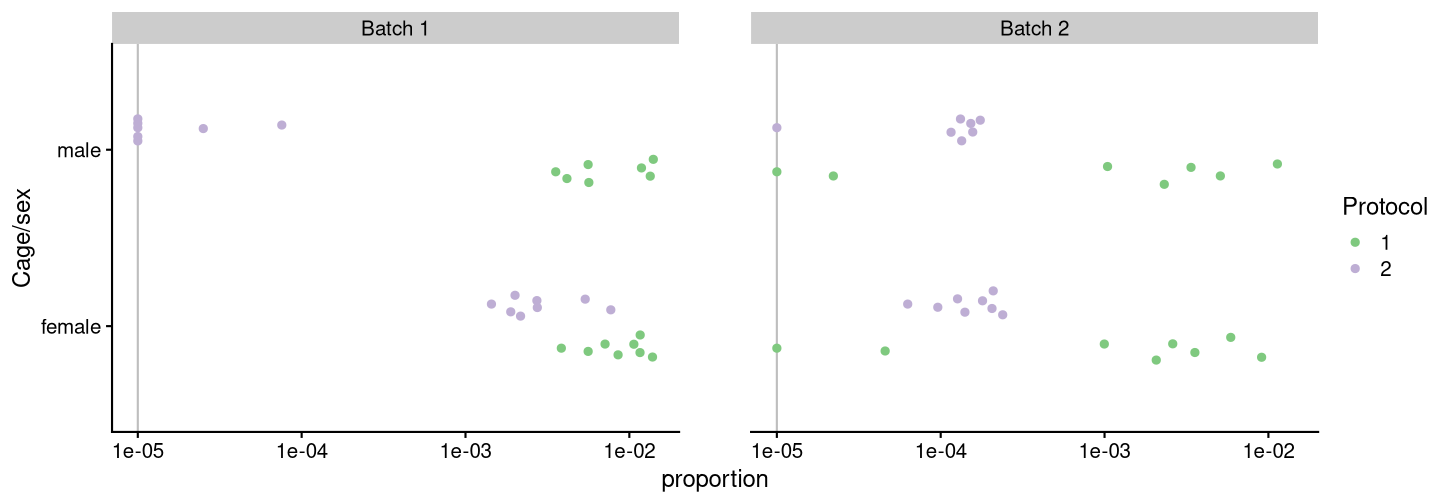 Batch 1
Batch 2
male
female
Cage/sex
1e-05
1e-04
1e-03
1e-02
1e-05
1e-04
1e-03
1e-02
proportion
Protocol
1
2